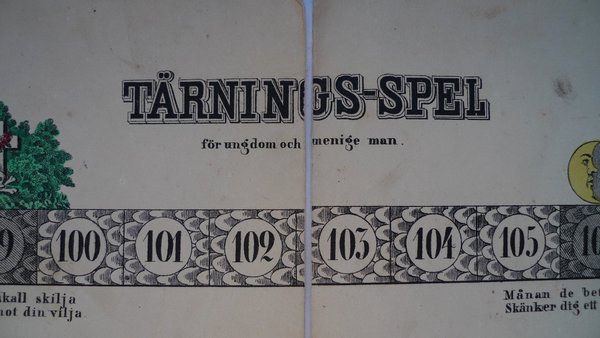 TÄRNINGS-SPEL
för ungdom och menige man.
100 101 102 103 104 105
skilja
mot din vilja.
Månan de
Skänker dig ett